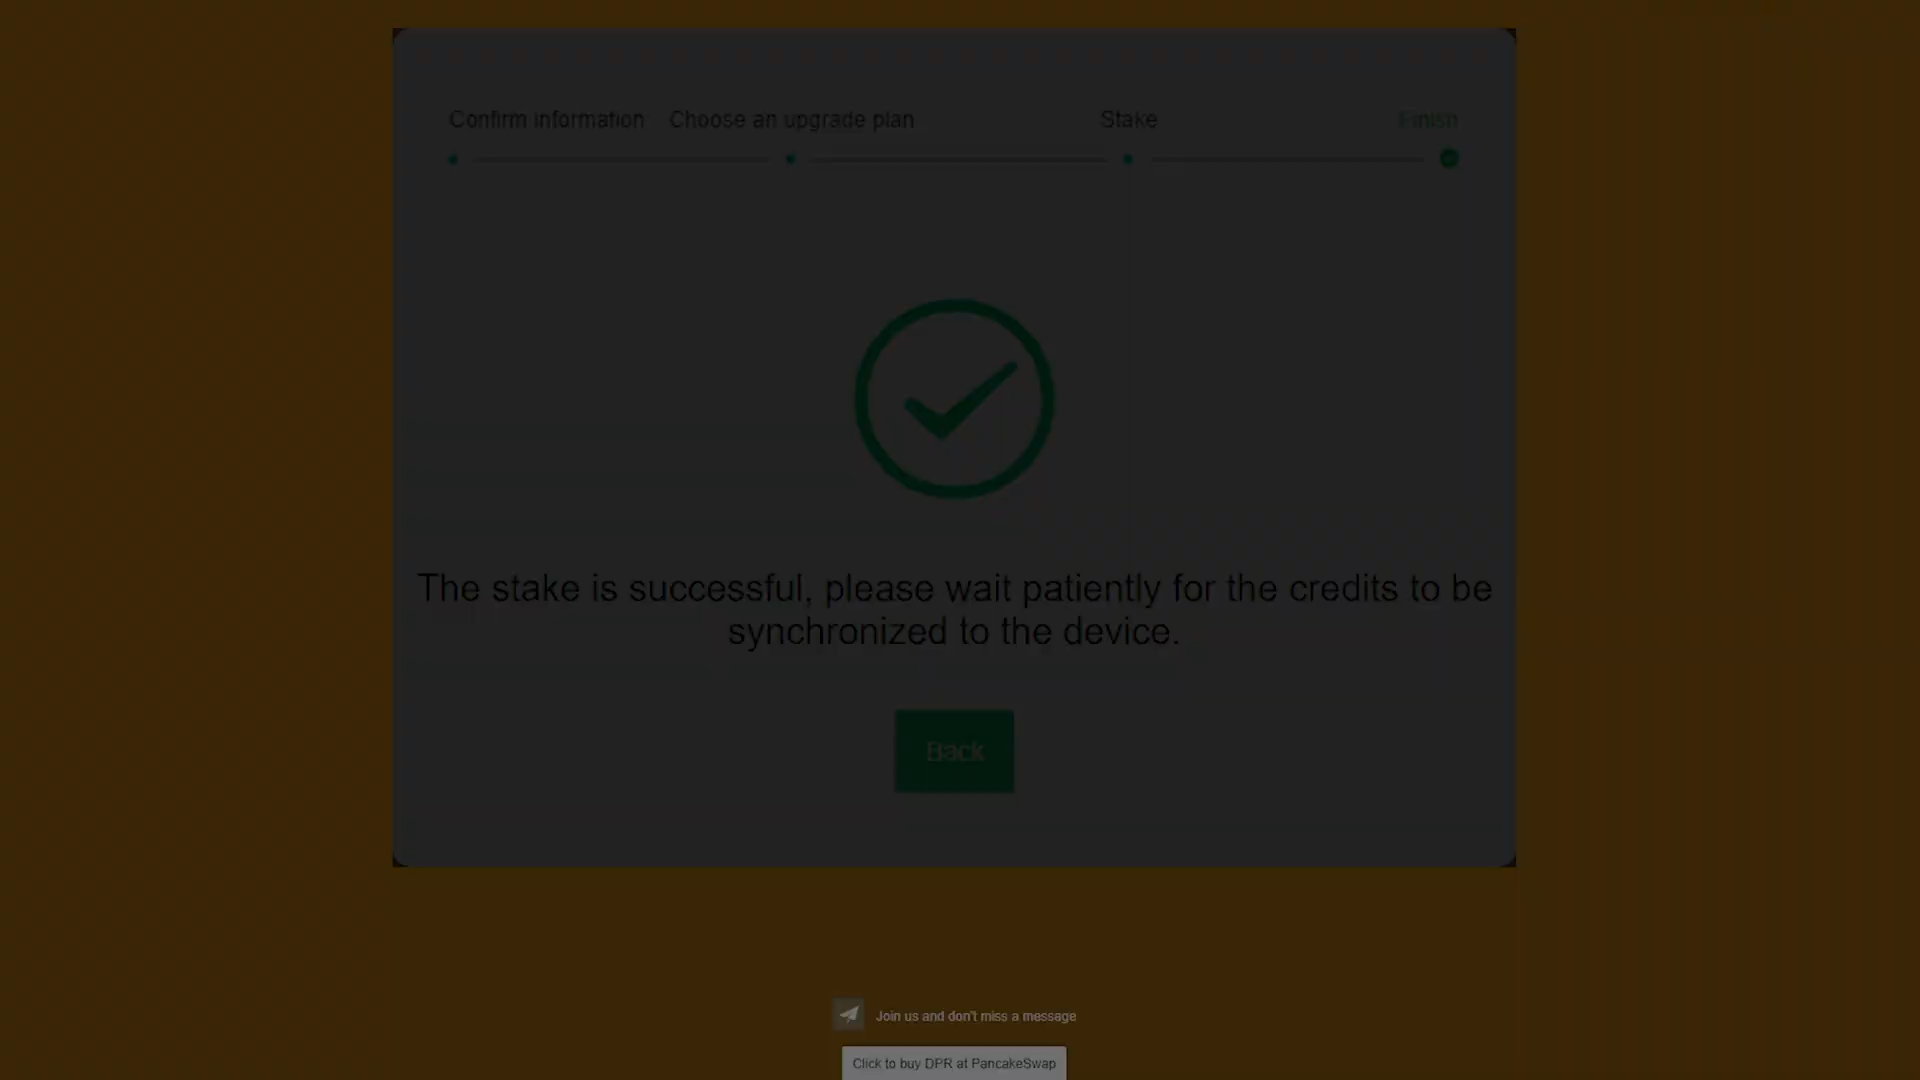 Confirm information Choose an upgrade plan Stake Finish
The stake is successful, please wait patiently for the credits to be
synchronized to the device.
Back
Join us and don't miss a message
Click to buy DPR at PancakeSwap